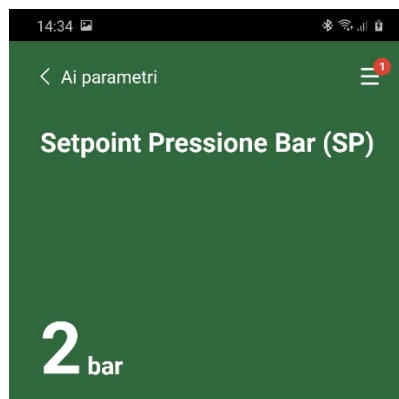 14:34
Ai parametri
1
Setpoint Pressione Bar (SP)
2 bar